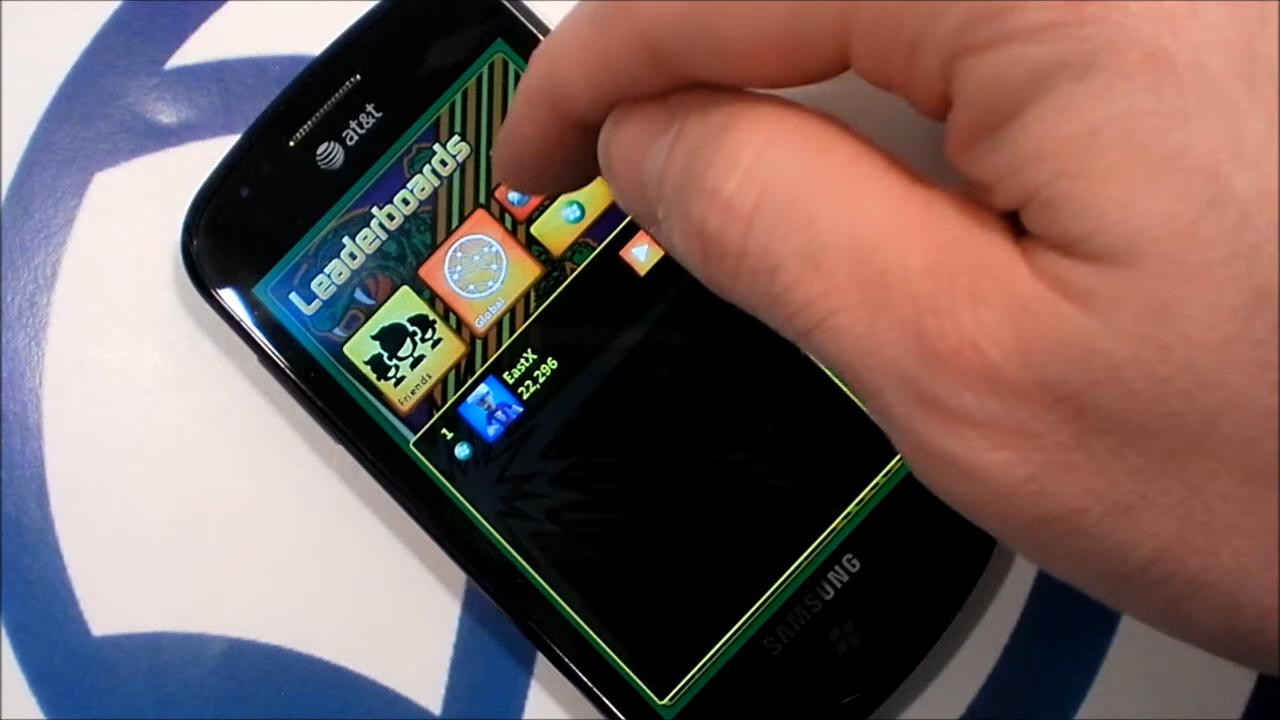 at&t
Leaderboards
Global
Friends
1
EastX
22,296
SAMSUNG